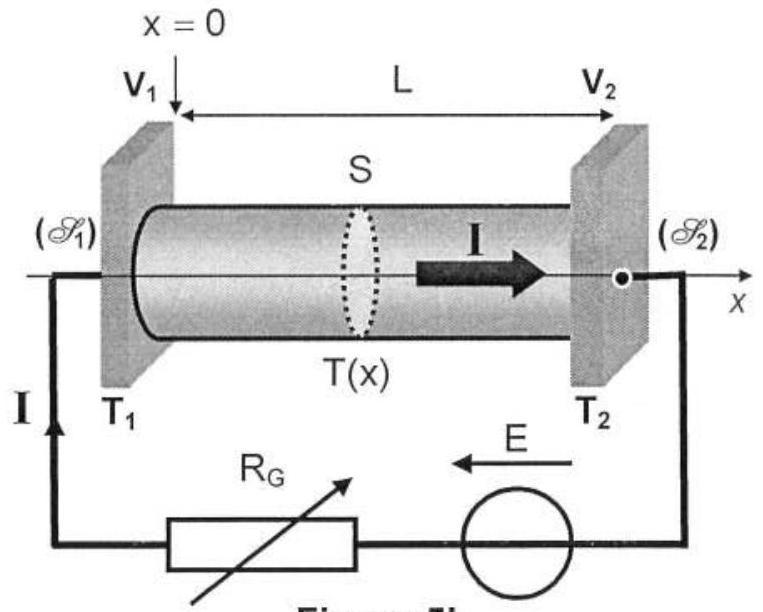 x = 0
V₁ L V₂
S
(𝒮₁) I (𝒮₂)
x
T(x)
I T₁ T₂
R_G E